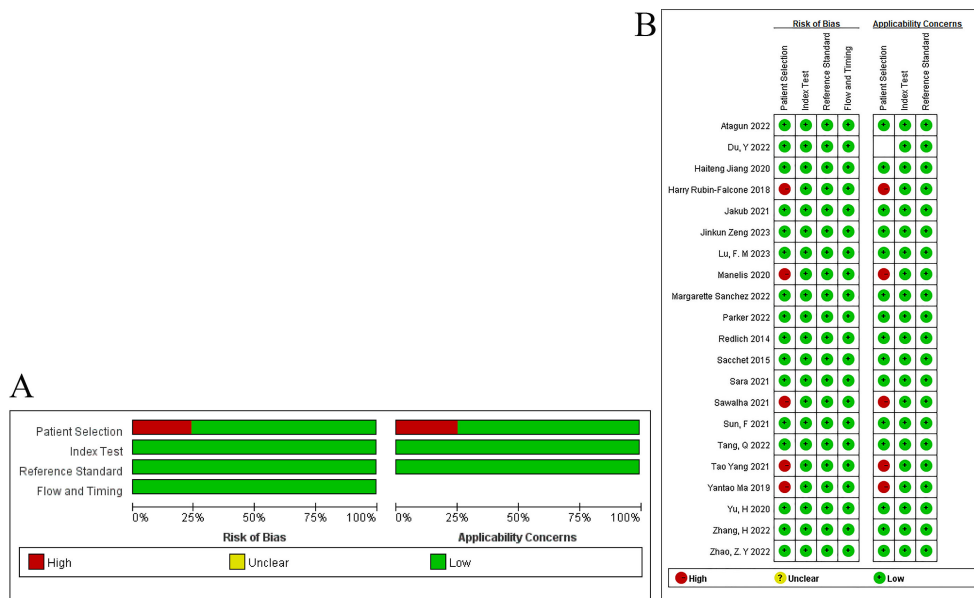 A
Patient Selection
Index Test
Reference Standard
Flow and Timing
0% 25% 50% 75% 100% 0% 25% 50% 75% 100%
Risk of Bias Applicability Concerns
High Unclear Low
B
Risk of Bias Applicability Concerns
Patient Selection
Index Test
Reference Standard
Flow and Timing
Patient Selection
Index Test
Reference Standard
Atagun 2022
Du, Y 2022
Haiteng Jiang 2020
Harry Rubin-Falcone 2018
Jakub 2021
Jinkun Zeng 2023
Lu, F. M 2023
Manelis 2020
Margarette Sanchez 2022
Parker 2022
Redlich 2014
Sacchet 2015
Sara 2021
Sawalha 2021
Sun, F 2021
Tang, Q 2022
Tao Yang 2021
Yantao Ma 2019
Yu, H 2020
Zhang, H 2022
Zhao, Z. Y 2022
High ? Unclear + Low